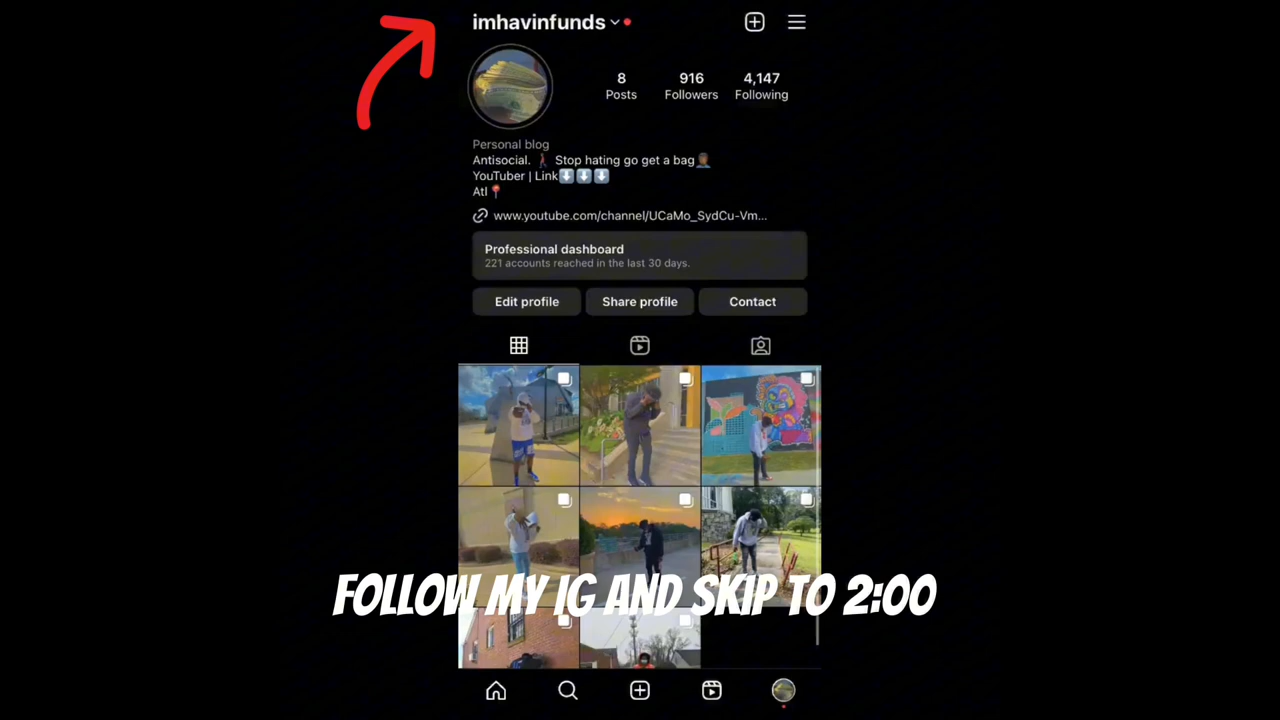 imhavinfunds
8 916 4,147
Posts Followers Following
Personal blog
Antisocial. 🚶🏿‍♂️ Stop hating go get a bag💆🏾‍♂️
YouTuber | Link⬇️⬇️⬇️
Atl📍
www.youtube.com/channel/UCaMo_SydCu-Vm...
Professional dashboard
221 accounts reached in the last 30 days.
Edit profile Share profile Contact
FOLLOW MY IG AND SKIP TO 2:00